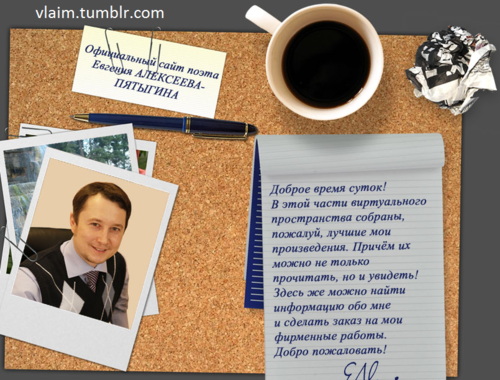 vlaim.tumblr.com
Официальный сайт поэта
Евгения АЛЕКСЕЕВА-
ПЯТЫГИНА
Доброе время суток!
В этой части виртуального
пространства собраны,
пожалуй, лучшие мои
произведения. Причём их
можно не только
прочитать, но и увидеть!
Здесь же можно найти
информацию обо мне
и сделать заказ на мои
фирменные работы.
Добро пожаловать!